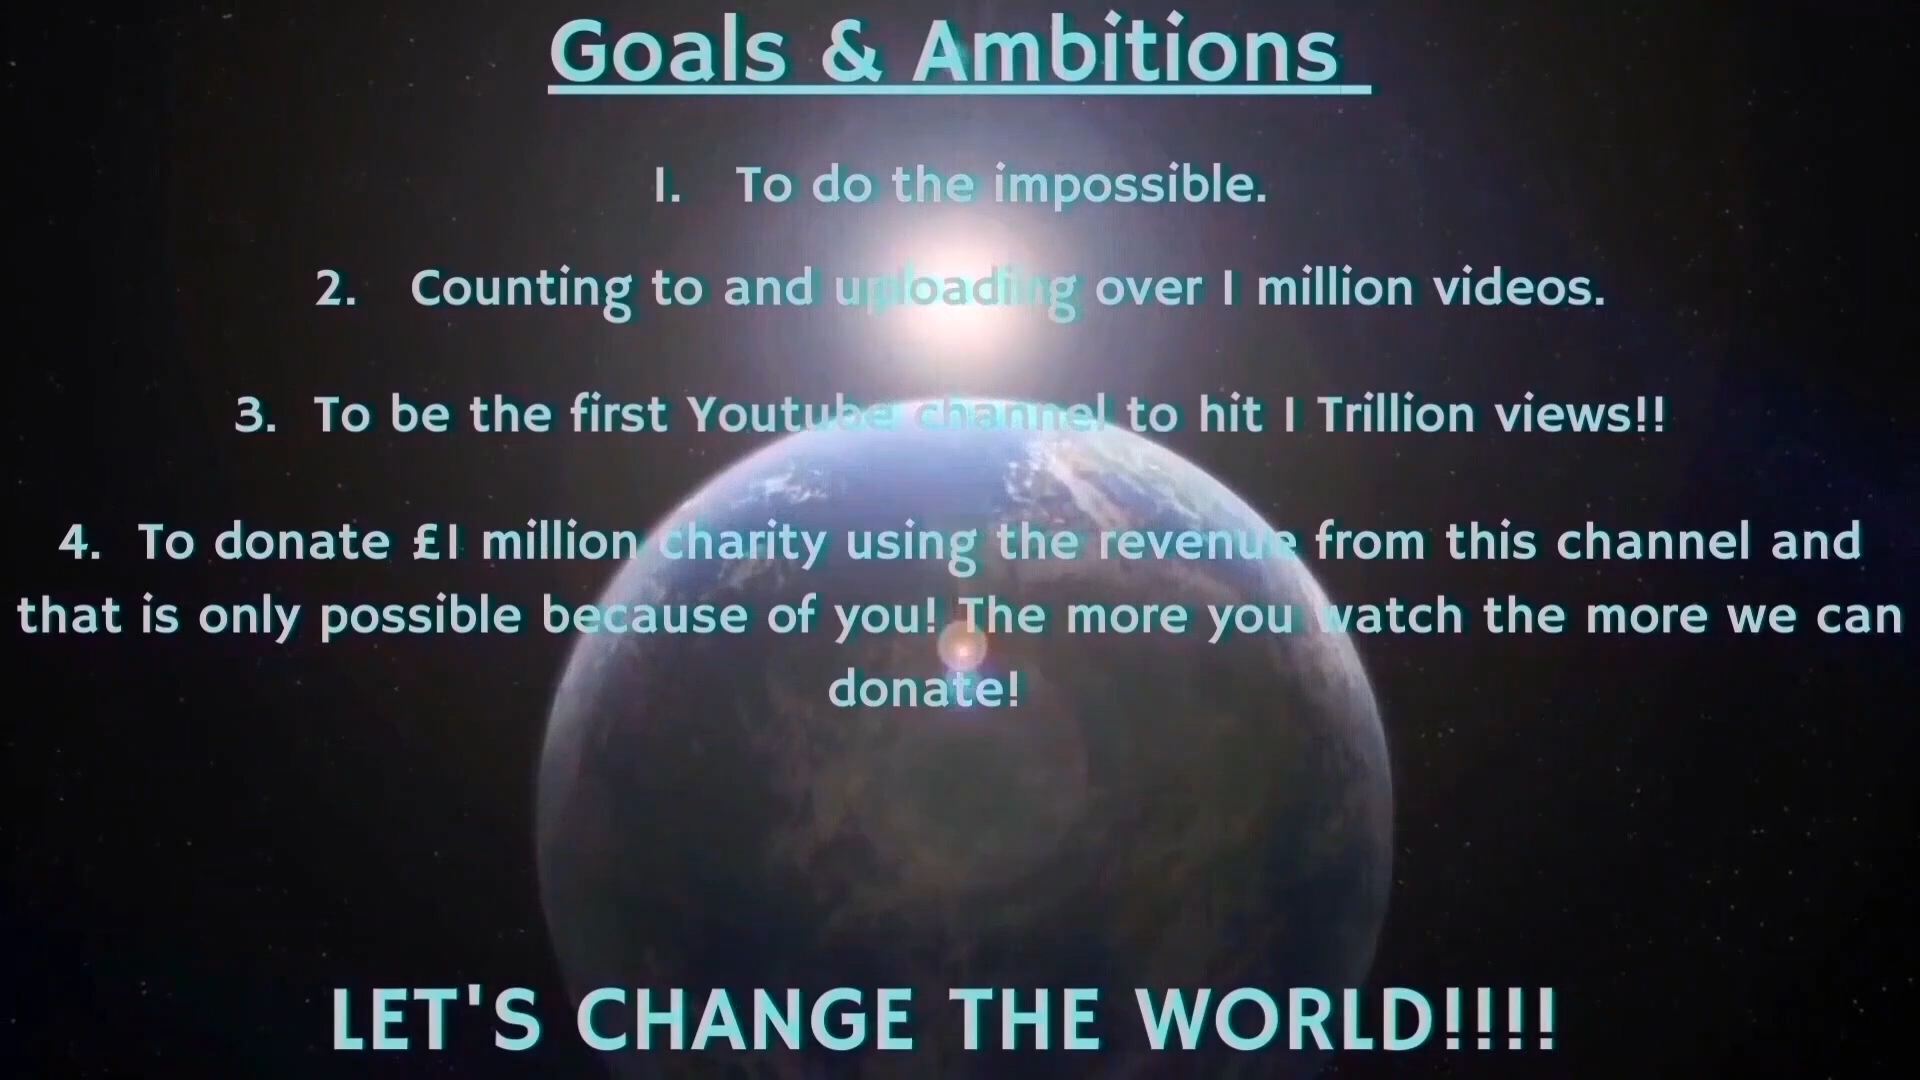 Goals & Ambitions
1. To do the impossible.
2. Counting to and uploading over 1 million videos.
3. To be the first Youtube channel to hit 1 Trillion views!!
4. To donate £1 million charity using the revenue from this channel and
that is only possible because of you! The more you watch the more we can
donate!
LET'S CHANGE THE WORLD!!!!